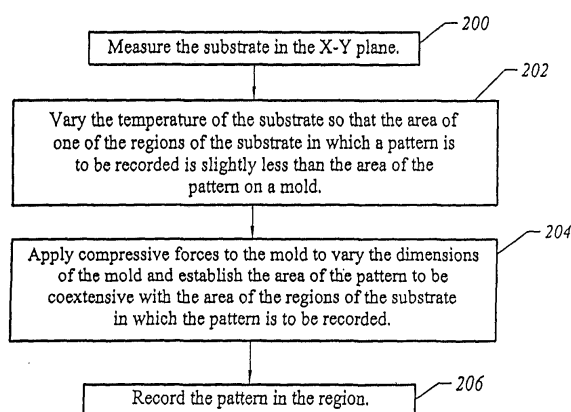 200
Measure the substrate in the X-Y plane.
202
Vary the temperature of the substrate so that the area of
one of the regions of the substrate in which a pattern is
to be recorded is slightly less than the area of the
pattern on a mold.
204
Apply compressive forces to the mold to vary the dimensions
of the mold and establish the area of the pattern to be
coextensive with the area of the regions of the substrate
in which the pattern is to be recorded.
206
Record the pattern in the region.